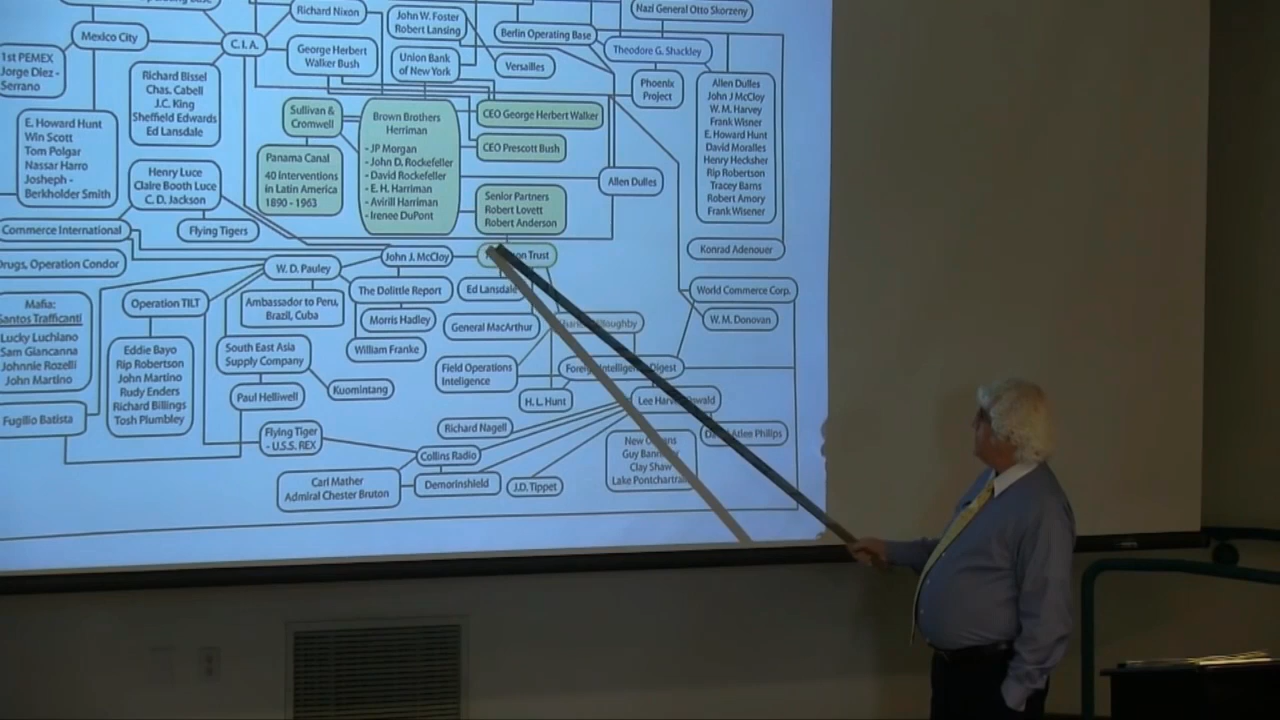 Richard Nixon
John W. Foster
Robert Lansing
Nazi General Otto Skorzeny
Mexico City
C.I.A.
George Herbert
Walker Bush
Union Bank
of New York
Berlin Operating Base
Versailles
Theodore G. Shackley
Phoenix
Project
1st PEMEX
Jorge Diez -
Serrano
Richard Bissel
Chas. Cabell
J.C. King
Sheffield Edwards
Ed Lansdale
Allen Dulles
John J McCloy
W. M. Harvey
Frank Wisner
E. Howard Hunt
David Moralles
Henry Hecksher
Rip Robertson
Tracey Barns
Robert Amory
Frank Wisener
E. Howard Hunt
Win Scott
Tom Polgar
Nassar Harro
Josheph -
Berkholder Smith
Sullivan &
Cromwell
Panama Canal
40 Interventions
in Latin America
1890 - 1963
Brown Brothers
Herriman
- JP Morgan
- John D. Rockefeller
- David Rockefeller
- E. H. Harriman
- Avirill Harriman
- Irenee DuPont
CEO George Herbert Walker
CEO Prescott Bush
Senior Partners
Robert Lovett
Robert Anderson
Allen Dulles
Henry Luce
Claire Booth Luce
C. D. Jackson
Flying Tigers
Commerce International
Drugs, Operation Condor
John J. McCloy
Trust
Konrad Adenouer
W. D. Pauley
The Dolittle Report
Ed Lansdale
World Commerce Corp.
W. M. Donovan
Mafia:
Santos Trafficanti
Lucky Luchiano
Sam Giancanna
Johnnie Rozelli
John Martino
Operation TILT
Ambassador to Peru,
Brazil, Cuba
Morris Hadley
General MacArthur
William Franke
Eddie Bayo
Rip Robertson
John Martino
Rudy Enders
Richard Billings
Tosh Plumbley
South East Asia
Supply Company
Field Operations
Inteligence
Digest
Paul Helliwell
Kuomintang
H. L. Hunt
Fugilio Batista
Richard Nagell
Flying Tiger
- U.S.S. REX
Collins Radio
Guy
Clay Shaw
Lake Pontchartrain
Carl Mather
Admiral Chester Bruton
Demorinshield
J.D. Tippet